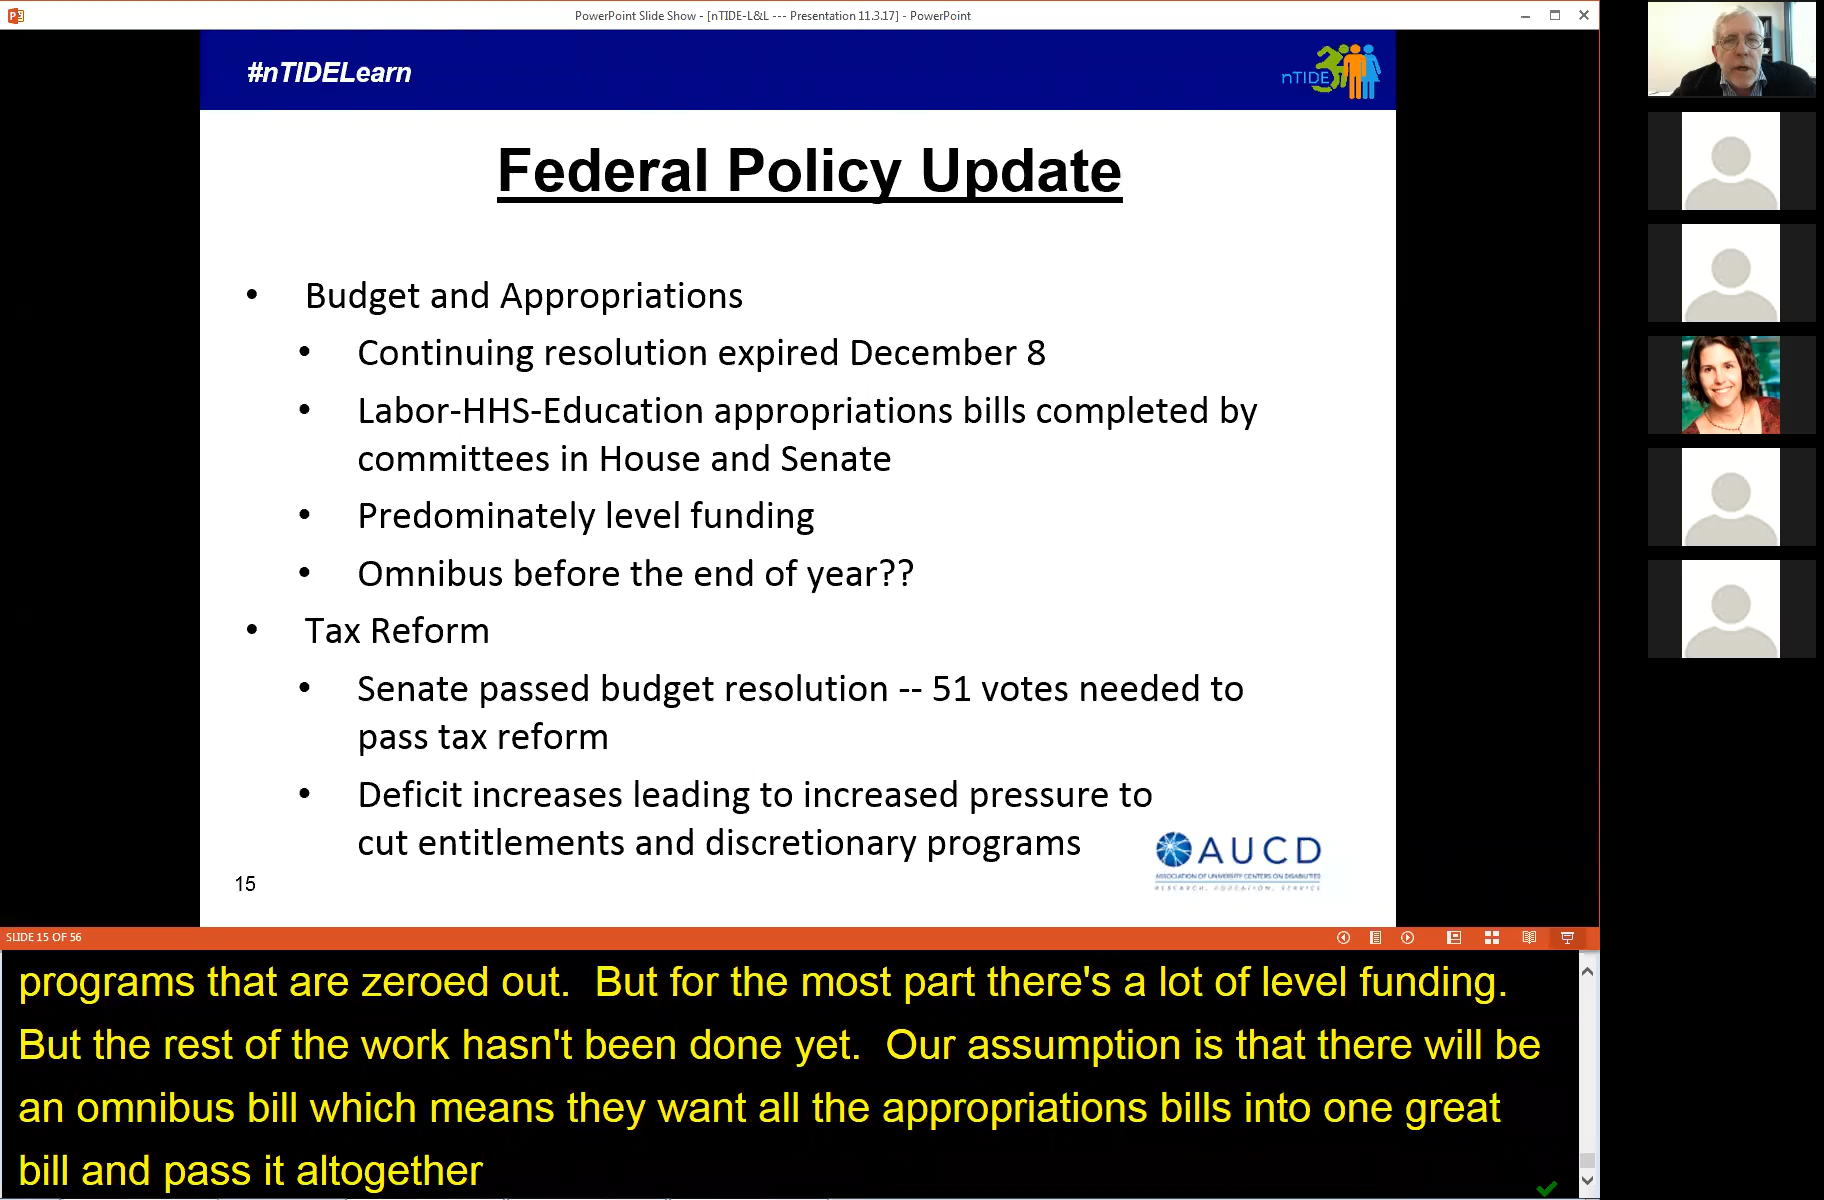 PowerPoint Slide Show - [nTIDE-L&L --- Presentation 11.3.17] - PowerPoint
#nTIDELearn
nTIDE
Federal Policy Update
• Budget and Appropriations
• Continuing resolution expired December 8
• Labor-HHS-Education appropriations bills completed by
committees in House and Senate
• Predominately level funding
• Omnibus before the end of year??
• Tax Reform
• Senate passed budget resolution -- 51 votes needed to
pass tax reform
• Deficit increases leading to increased pressure to
cut entitlements and discretionary programs
AUCD
ASSOCIATION OF UNIVERSITY CENTERS ON DISABILITIES
RESEARCH, EDUCATION, SERVICE
15
SLIDE 15 OF 56
programs that are zeroed out.  But for the most part there's a lot of level funding.
But the rest of the work hasn't been done yet.  Our assumption is that there will be
an omnibus bill which means they want all the appropriations bills into one great
bill and pass it altogether